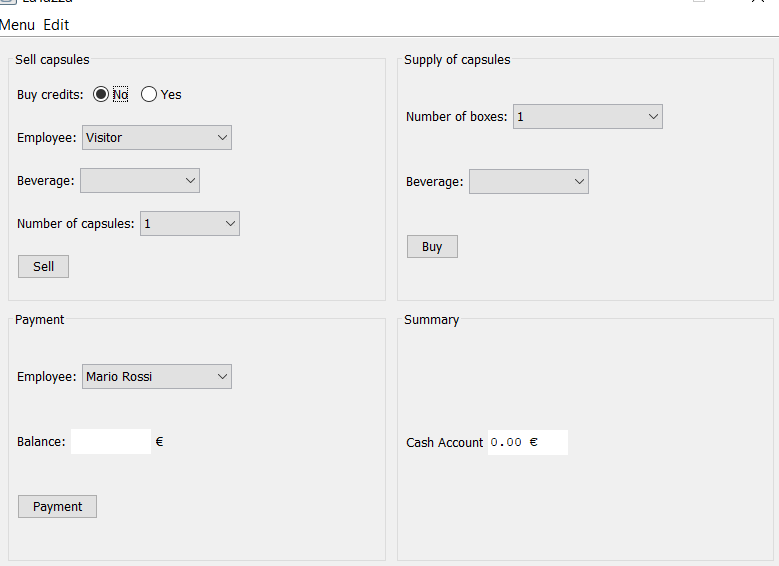 Menu Edit
Sell capsules
Buy credits: No Yes
Employee: Visitor
Beverage:
Number of capsules: 1
Sell
Supply of capsules
Number of boxes: 1
Beverage:
Buy
Payment
Employee: Mario Rossi
Balance: €
Payment
Summary
Cash Account 0.00 €